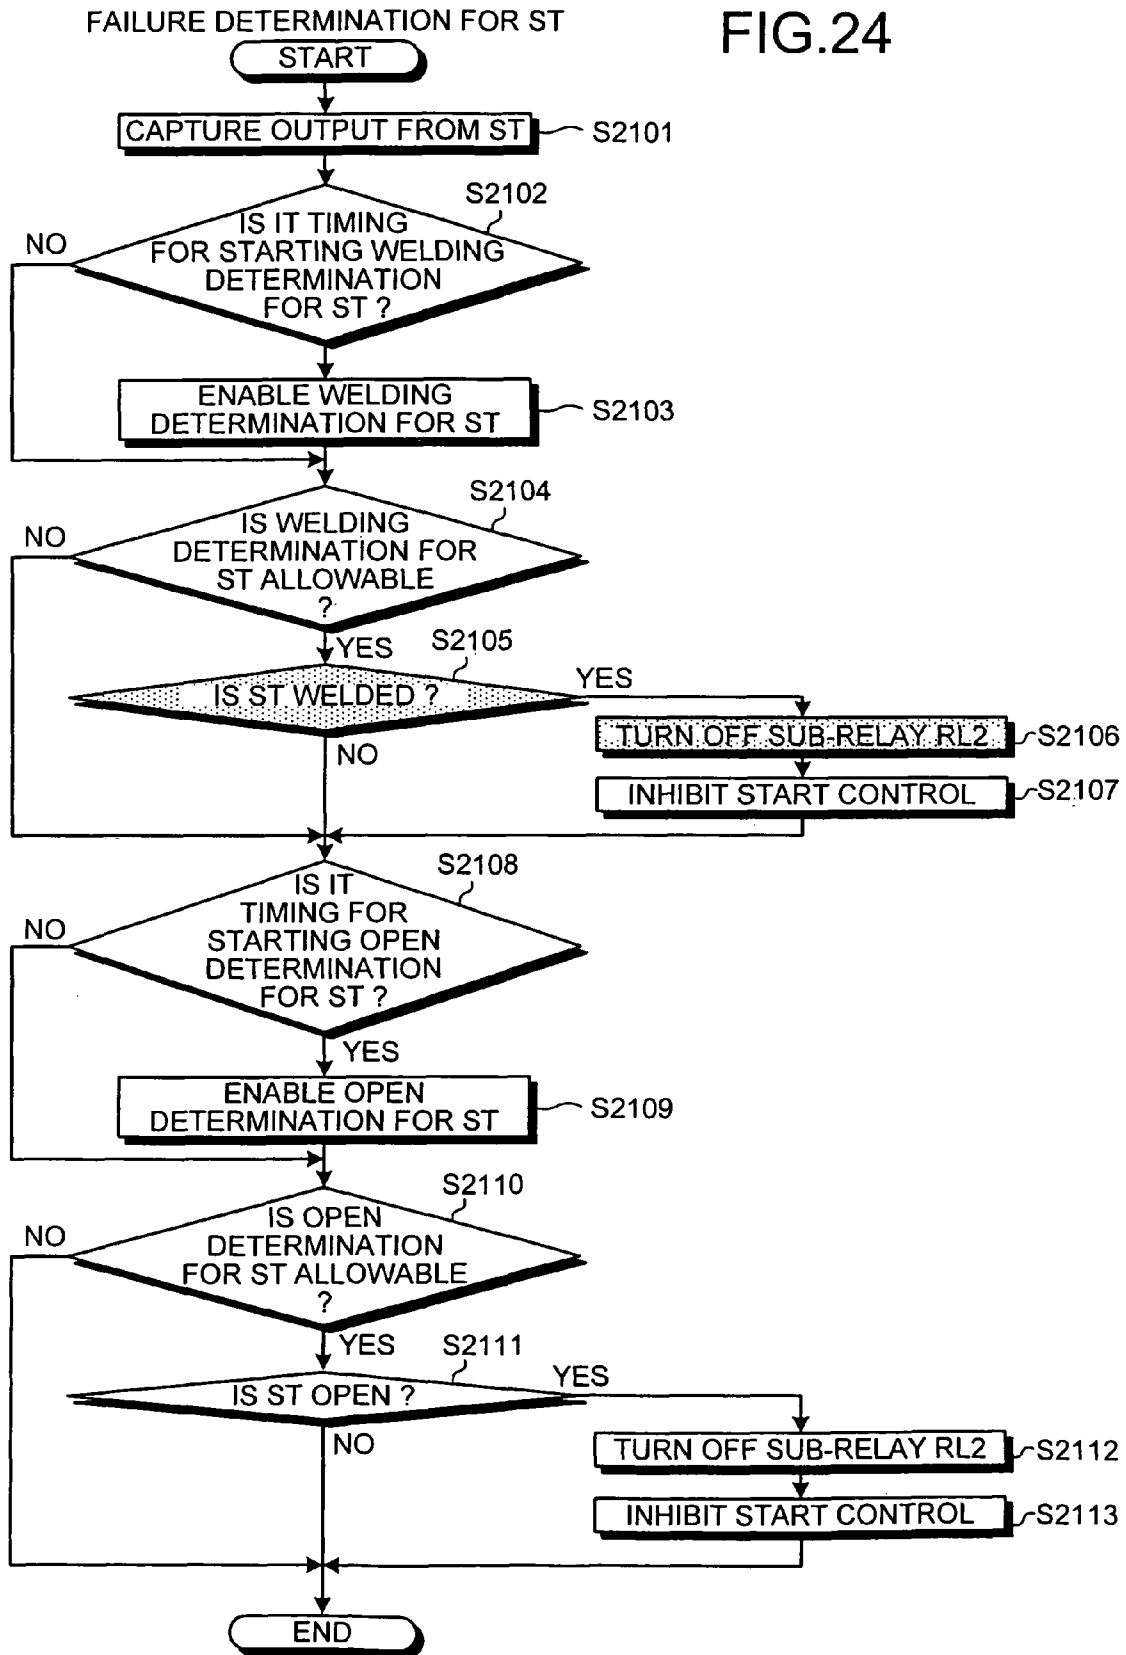 FAILURE DETERMINATION FOR ST
FIG.24
START
CAPTURE OUTPUT FROM ST
S2101
S2102
IS IT TIMING
FOR STARTING WELDING
DETERMINATION
FOR ST ?
NO
ENABLE WELDING
DETERMINATION FOR ST
S2103
S2104
IS WELDING
DETERMINATION FOR
ST ALLOWABLE
?
NO
YES
S2105
IS ST WELDED ?
YES
NO
TURN OFF SUB-RELAY RL2
S2106
INHIBIT START CONTROL
S2107
S2108
IS IT
TIMING FOR
STARTING OPEN
DETERMINATION
FOR ST ?
NO
YES
ENABLE OPEN
DETERMINATION FOR ST
S2109
S2110
IS OPEN
DETERMINATION
FOR ST ALLOWABLE
?
NO
YES
S2111
IS ST OPEN ?
YES
NO
TURN OFF SUB-RELAY RL2
S2112
INHIBIT START CONTROL
S2113
END